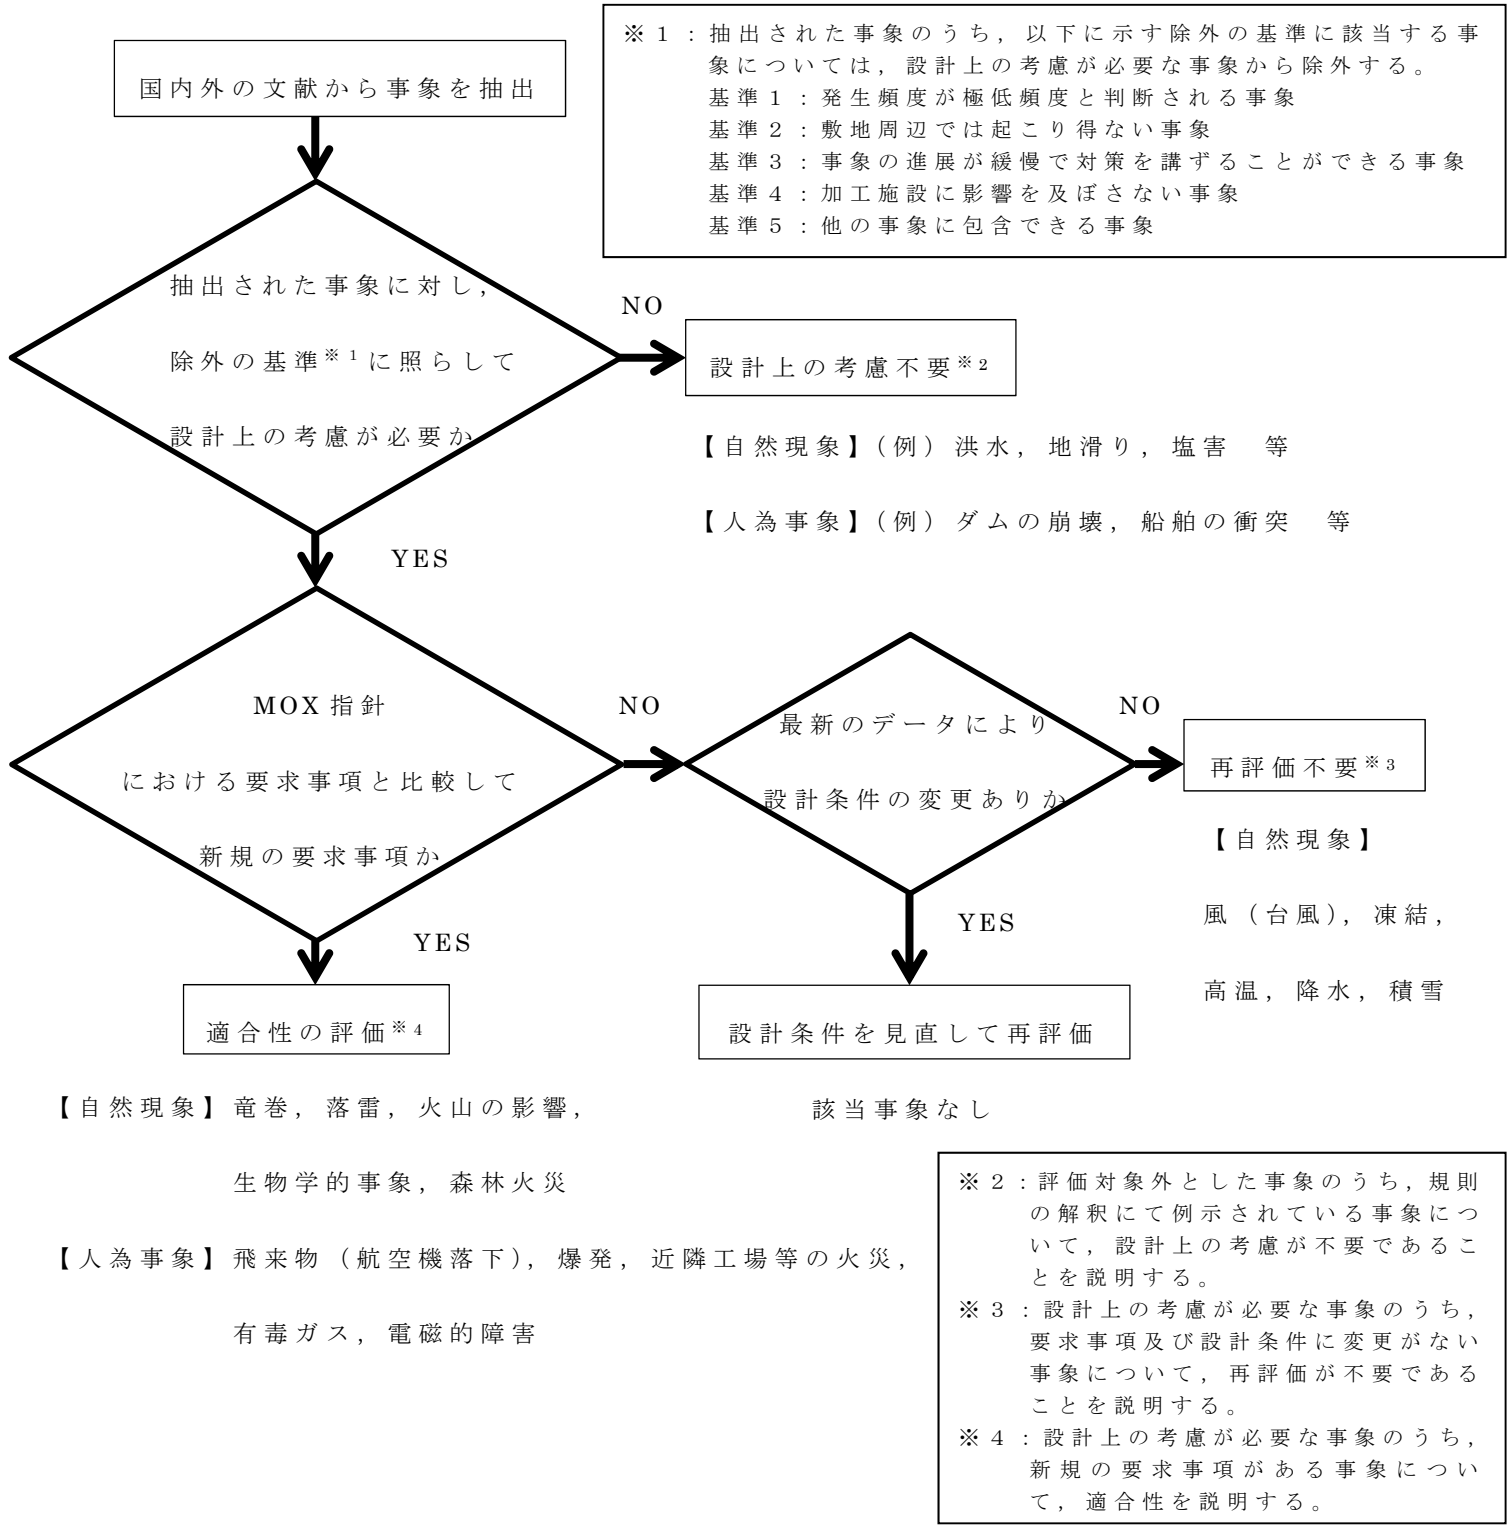 国内外の文献から事象を抽出
※1：抽出された事象のうち，以下に示す除外の基準に該当する事
象については，設計上の考慮が必要な事象から除外する。
基準1：発生頻度が極低頻度と判断される事象
基準2：敷地周辺では起こり得ない事象
基準3：事象の進展が緩慢で対策を講ずることができる事象
基準4：加工施設に影響を及ぼさない事象
基準5：他の事象に包含できる事象
抽出された事象に対し，
除外の基準※1に照らして
設計上の考慮が必要か
NO
設計上の考慮不要※2
【自然現象】（例）洪水，地滑り，塩害　等
【人為事象】（例）ダムの崩壊，船舶の衝突　等
YES
MOX指針
における要求事項と比較して
新規の要求事項か
NO
最新のデータにより
設計条件の変更ありか
NO
再評価不要※3
【自然現象】
風（台風），凍結，
高温，降水，積雪
YES
YES
適合性の評価※4
設計条件を見直して再評価
【自然現象】竜巻，落雷，火山の影響，
生物学的事象，森林火災
【人為事象】飛来物（航空機落下），爆発，近隣工場等の火災，
有毒ガス，電磁的障害
該当事象なし
※2：評価対象外とした事象のうち，規則
の解釈にて例示されている事象につ
いて，設計上の考慮が不要であるこ
とを説明する。
※3：設計上の考慮が必要な事象のうち，
要求事項及び設計条件に変更がない
事象について，再評価が不要である
ことを説明する。
※4：設計上の考慮が必要な事象のうち，
新規の要求事項がある事象につい
て，適合性を説明する。